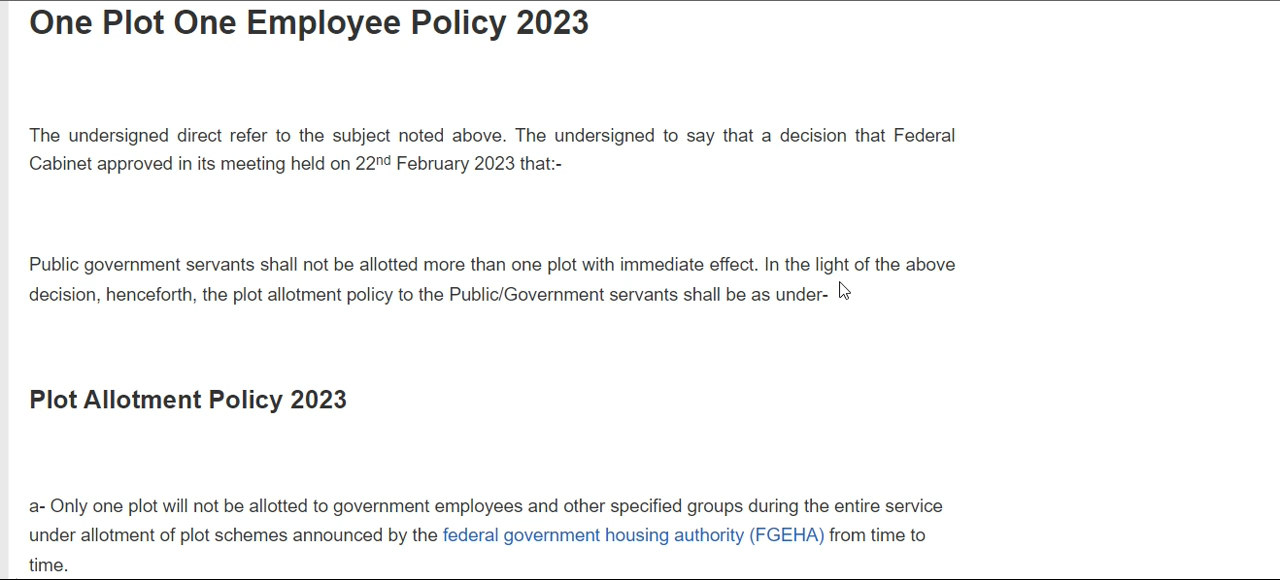 One Plot One Employee Policy 2023
The undersigned direct refer to the subject noted above. The undersigned to say that a decision that Federal
Cabinet approved in its meeting held on 22nd February 2023 that:-
Public government servants shall not be allotted more than one plot with immediate effect. In the light of the above
decision, henceforth, the plot allotment policy to the Public/Government servants shall be as under-
Plot Allotment Policy 2023
a- Only one plot will not be allotted to government employees and other specified groups during the entire service
under allotment of plot schemes announced by the federal government housing authority (FGEHA) from time to
time.